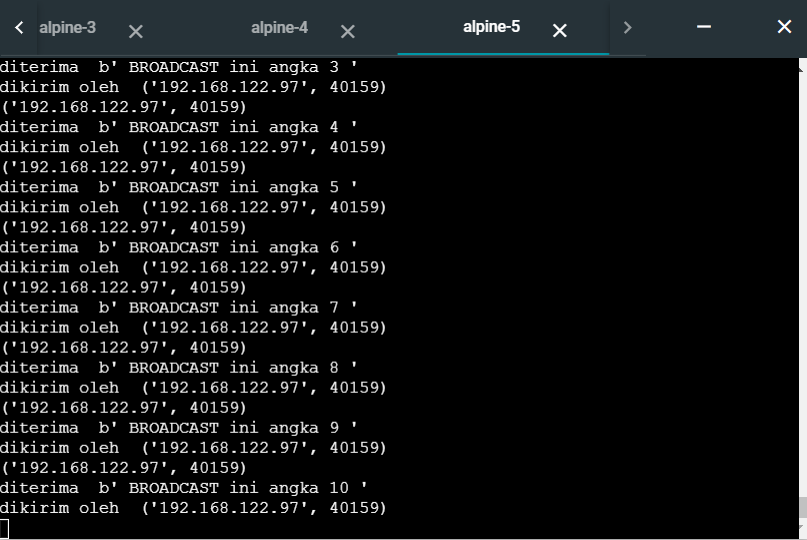 alpine-3 alpine-4 alpine-5
diterima  b' BROADCAST ini angka 3 '
dikirim oleh  ('192.168.122.97', 40159)
('192.168.122.97', 40159)
diterima  b' BROADCAST ini angka 4 '
dikirim oleh  ('192.168.122.97', 40159)
('192.168.122.97', 40159)
diterima  b' BROADCAST ini angka 5 '
dikirim oleh  ('192.168.122.97', 40159)
('192.168.122.97', 40159)
diterima  b' BROADCAST ini angka 6 '
dikirim oleh  ('192.168.122.97', 40159)
('192.168.122.97', 40159)
diterima  b' BROADCAST ini angka 7 '
dikirim oleh  ('192.168.122.97', 40159)
('192.168.122.97', 40159)
diterima  b' BROADCAST ini angka 8 '
dikirim oleh  ('192.168.122.97', 40159)
('192.168.122.97', 40159)
diterima  b' BROADCAST ini angka 9 '
dikirim oleh  ('192.168.122.97', 40159)
('192.168.122.97', 40159)
diterima  b' BROADCAST ini angka 10 '
dikirim oleh  ('192.168.122.97', 40159)